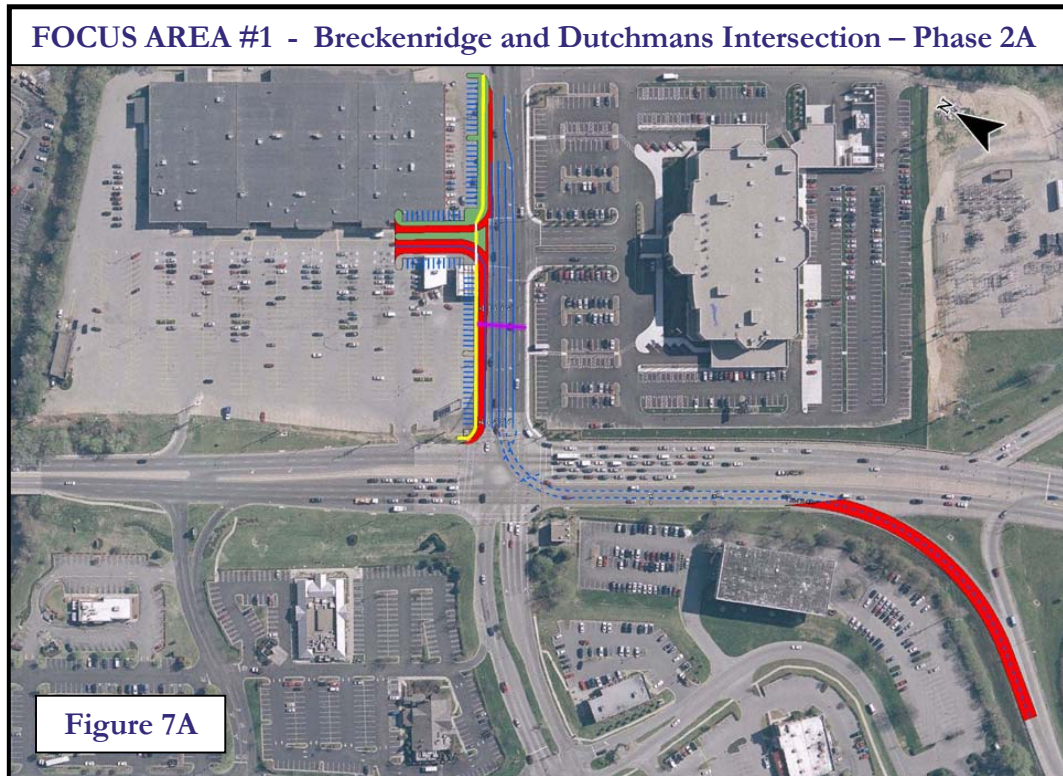 FOCUS AREA #1 - Breckenridge and Dutchmans Intersection – Phase 2A
N
Figure 7A